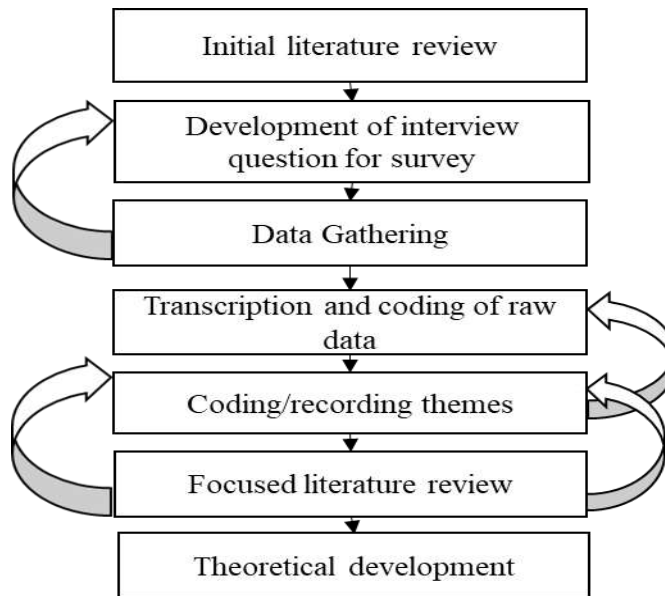 Initial literature review
Development of interview
question for survey
Data Gathering
Transcription and coding of raw
data
Coding/recording themes
Focused literature review
Theoretical development